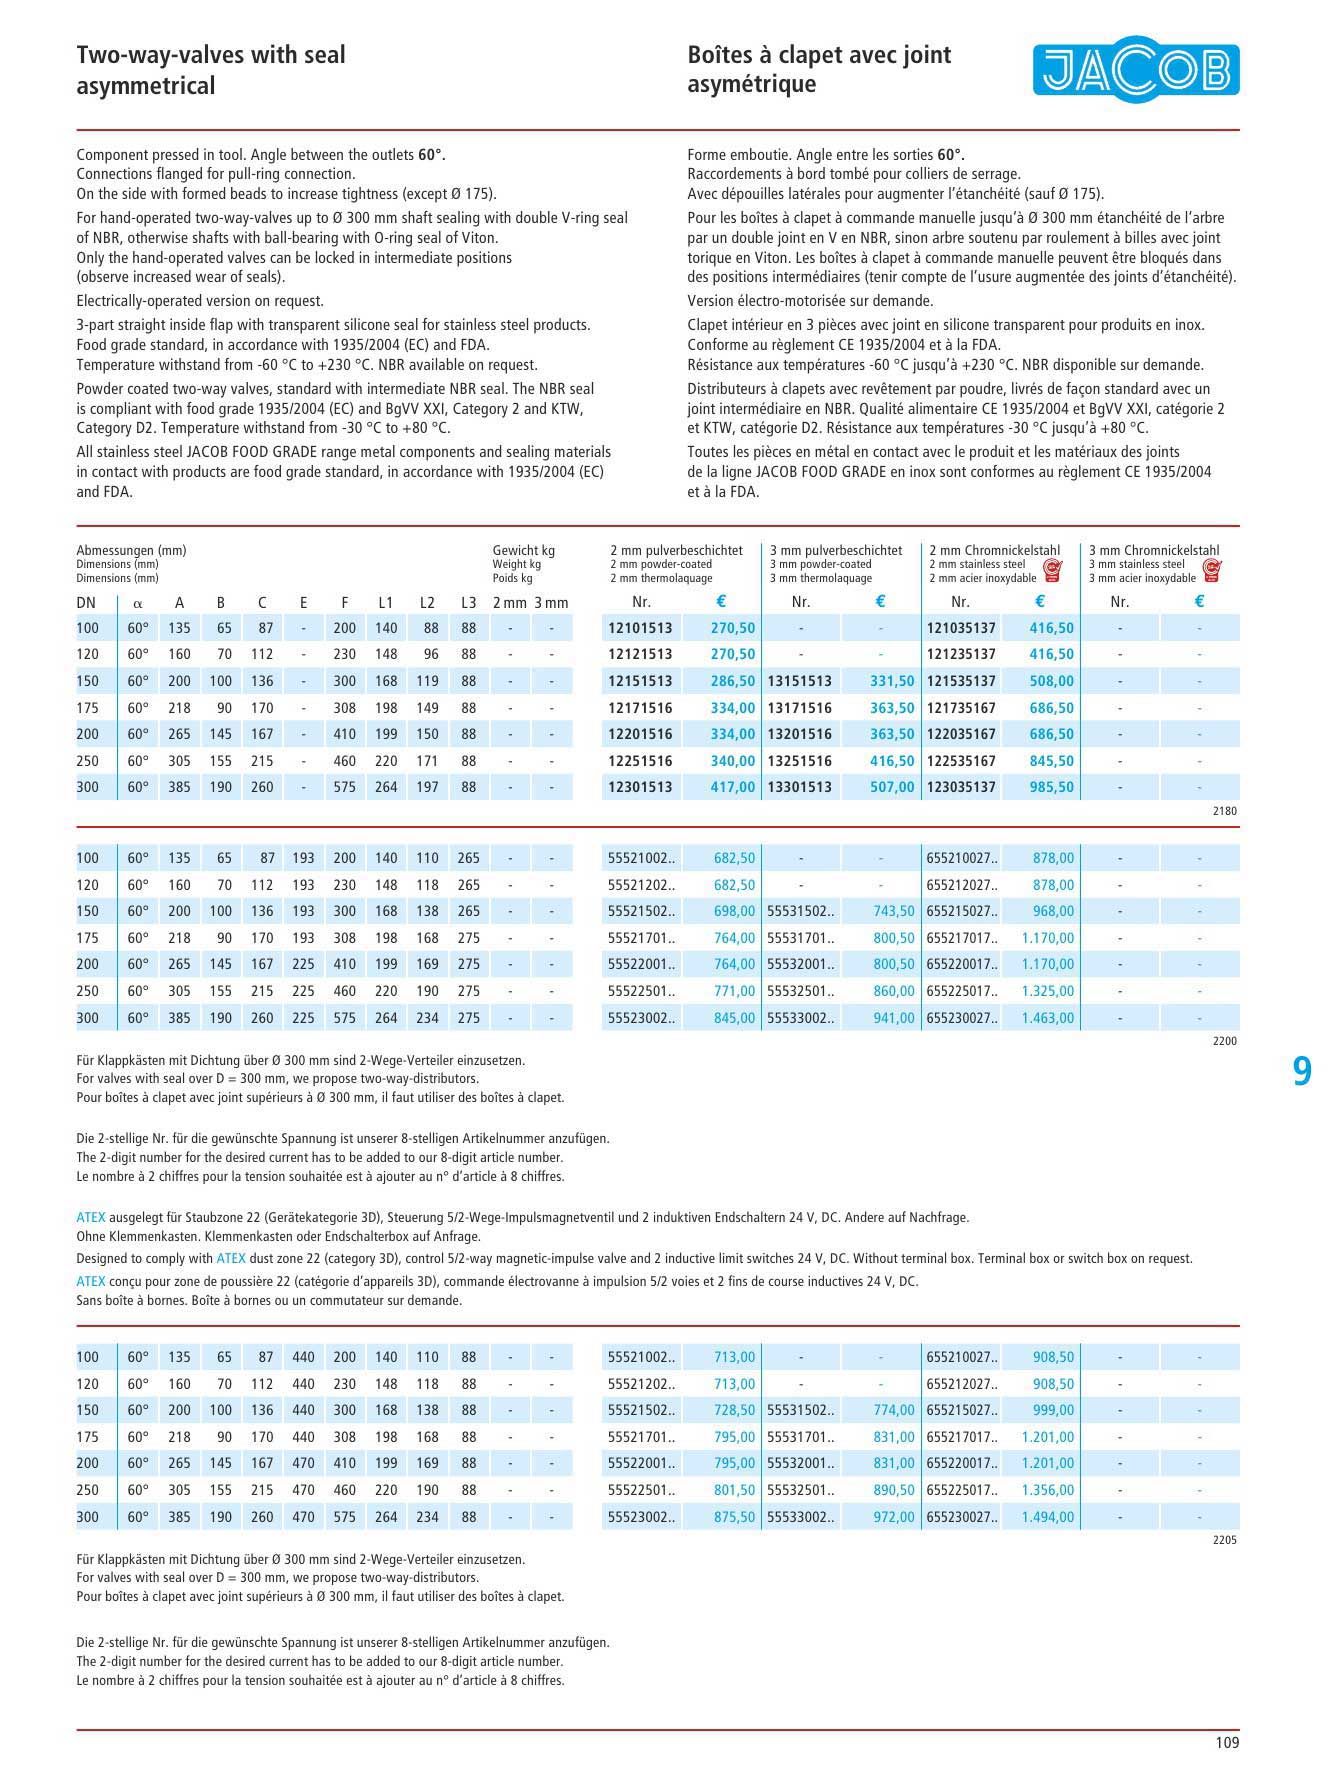 Two-way-valves with seal
asymmetrical
Boîtes à clapet avec joint
asymétrique
JACOB
Component pressed in tool. Angle between the outlets 60°.
Connections flanged for pull-ring connection.
On the side with formed beads to increase tightness (except Ø 175).
For hand-operated two-way-valves up to Ø 300 mm shaft sealing with double V-ring seal
of NBR, otherwise shafts with ball-bearing with O-ring seal of Viton.
Only the hand-operated valves can be locked in intermediate positions
(observe increased wear of seals).
Electrically-operated version on request.
3-part straight inside flap with transparent silicone seal for stainless steel products.
Food grade standard, in accordance with 1935/2004 (EC) and FDA.
Temperature withstand from -60 °C to +230 °C. NBR available on request.
Powder coated two-way valves, standard with intermediate NBR seal. The NBR seal
is compliant with food grade 1935/2004 (EC) and BgVV XXI, Category 2 and KTW,
Category D2. Temperature withstand from -30 °C to +80 °C.
All stainless steel JACOB FOOD GRADE range metal components and sealing materials
in contact with products are food grade standard, in accordance with 1935/2004 (EC)
and FDA.
Forme emboutie. Angle entre les sorties 60°.
Raccordements à bord tombé pour colliers de serrage.
Avec dépouilles latérales pour augmenter l’étanchéité (sauf Ø 175).
Pour les boîtes à clapet à commande manuelle jusqu’à Ø 300 mm étanchéité de l’arbre
par un double joint en V en NBR, sinon arbre soutenu par roulement à billes avec joint
torique en Viton. Les boîtes à clapet à commande manuelle peuvent être bloqués dans
des positions intermédiaires (tenir compte de l’usure augmentée des joints d’étanchéité).
Version électro-motorisée sur demande.
Clapet intérieur en 3 pièces avec joint en silicone transparent pour produits en inox.
Conforme au règlement CE 1935/2004 et à la FDA.
Résistance aux températures -60 °C jusqu’à +230 °C. NBR disponible sur demande.
Distributeurs à clapets avec revêtement par poudre, livrés de façon standard avec un
joint intermédiaire en NBR. Qualité alimentaire CE 1935/2004 et BgVV XXI, catégorie 2
et KTW, catégorie D2. Résistance aux températures -30 °C jusqu’à +80 °C.
Toutes les pièces en métal en contact avec le produit et les matériaux des joints
de la ligne JACOB FOOD GRADE en inox sont conformes au règlement CE 1935/2004
et à la FDA.
Abmessungen (mm) Gewicht kg 2 mm pulverbeschichtet 3 mm pulverbeschichtet 2 mm Chromnickelstahl 3 mm Chromnickelstahl
Dimensions (mm) Weight kg 2 mm powder-coated 3 mm powder-coated 2 mm stainless steel 3 mm stainless steel
Dimensions (mm) Poids kg 2 mm thermolaquage 3 mm thermolaquage 2 mm acier inoxydable 3 mm acier inoxydable
DN α A B C E F L1 L2 L3 2 mm 3 mm Nr. € Nr. € Nr. € Nr. €
100 60° 135 65 87 - 200 140 88 88 - - 12101513 270,50 - - 121035137 416,50 - -
120 60° 160 70 112 - 230 148 96 88 - - 12121513 270,50 - - 121235137 416,50 - -
150 60° 200 100 136 - 300 168 119 88 - - 12151513 286,50 13151513 331,50 121535137 508,00 - -
175 60° 218 90 170 - 308 198 149 88 - - 12171516 334,00 13171516 363,50 121735167 686,50 - -
200 60° 265 145 167 - 410 199 150 88 - - 12201516 334,00 13201516 363,50 122035167 686,50 - -
250 60° 305 155 215 - 460 220 171 88 - - 12251516 340,00 13251516 416,50 122535167 845,50 - -
300 60° 385 190 260 - 575 264 197 88 - - 12301513 417,00 13301513 507,00 123035137 985,50 - -
2180
100 60° 135 65 87 193 200 140 110 265 - - 55521002.. 682,50 - - 655210027.. 878,00 - -
120 60° 160 70 112 193 230 148 118 265 - - 55521202.. 682,50 - - 655212027.. 878,00 - -
150 60° 200 100 136 193 300 168 138 265 - - 55521502.. 698,00 55531502.. 743,50 655215027.. 968,00 - -
175 60° 218 90 170 193 308 198 168 275 - - 55521701.. 764,00 55531701.. 800,50 655217017.. 1.170,00 - -
200 60° 265 145 167 225 410 199 169 275 - - 55522001.. 764,00 55532001.. 800,50 655220017.. 1.170,00 - -
250 60° 305 155 215 225 460 220 190 275 - - 55522501.. 771,00 55532501.. 860,00 655225017.. 1.325,00 - -
300 60° 385 190 260 225 575 264 234 275 - - 55523002.. 845,00 55533002.. 941,00 655230027.. 1.463,00 - -
2200
Für Klappkästen mit Dichtung über Ø 300 mm sind 2-Wege-Verteiler einzusetzen.
For valves with seal over D = 300 mm, we propose two-way-distributors.
Pour boîtes à clapet avec joint supérieurs à Ø 300 mm, il faut utiliser des boîtes à clapet.
9
Die 2-stellige Nr. für die gewünschte Spannung ist unserer 8-stelligen Artikelnummer anzufügen.
The 2-digit number for the desired current has to be added to our 8-digit article number.
Le nombre à 2 chiffres pour la tension souhaitée est à ajouter au n° d’article à 8 chiffres.
ATEX ausgelegt für Staubzone 22 (Gerätekategorie 3D), Steuerung 5/2-Wege-Impulsmagnetventil und 2 induktiven Endschaltern 24 V, DC. Andere auf Nachfrage.
Ohne Klemmenkasten. Klemmenkasten oder Endschalterbox auf Anfrage.
Designed to comply with ATEX dust zone 22 (category 3D), control 5/2-way magnetic-impulse valve and 2 inductive limit switches 24 V, DC. Without terminal box. Terminal box or switch box on request.
ATEX conçu pour zone de poussière 22 (catégorie d’appareils 3D), commande électrovanne à impulsion 5/2 voies et 2 fins de course inductives 24 V, DC.
Sans boîte à bornes. Boîte à bornes ou un commutateur sur demande.
100 60° 135 65 87 440 200 140 110 88 - - 55521002.. 713,00 - - 655210027.. 908,50 - -
120 60° 160 70 112 440 230 148 118 88 - - 55521202.. 713,00 - - 655212027.. 908,50 - -
150 60° 200 100 136 440 300 168 138 88 - - 55521502.. 728,50 55531502.. 774,00 655215027.. 999,00 - -
175 60° 218 90 170 440 308 198 168 88 - - 55521701.. 795,00 55531701.. 831,00 655217017.. 1.201,00 - -
200 60° 265 145 167 470 410 199 169 88 - - 55522001.. 795,00 55532001.. 831,00 655220017.. 1.201,00 - -
250 60° 305 155 215 470 460 220 190 88 - - 55522501.. 801,50 55532501.. 890,50 655225017.. 1.356,00 - -
300 60° 385 190 260 470 575 264 234 88 - - 55523002.. 875,50 55533002.. 972,00 655230027.. 1.494,00 - -
2205
Für Klappkästen mit Dichtung über Ø 300 mm sind 2-Wege-Verteiler einzusetzen.
For valves with seal over D = 300 mm, we propose two-way-distributors.
Pour boîtes à clapet avec joint supérieurs à Ø 300 mm, il faut utiliser des boîtes à clapet.
Die 2-stellige Nr. für die gewünschte Spannung ist unserer 8-stelligen Artikelnummer anzufügen.
The 2-digit number for the desired current has to be added to our 8-digit article number.
Le nombre à 2 chiffres pour la tension souhaitée est à ajouter au n° d’article à 8 chiffres.
109